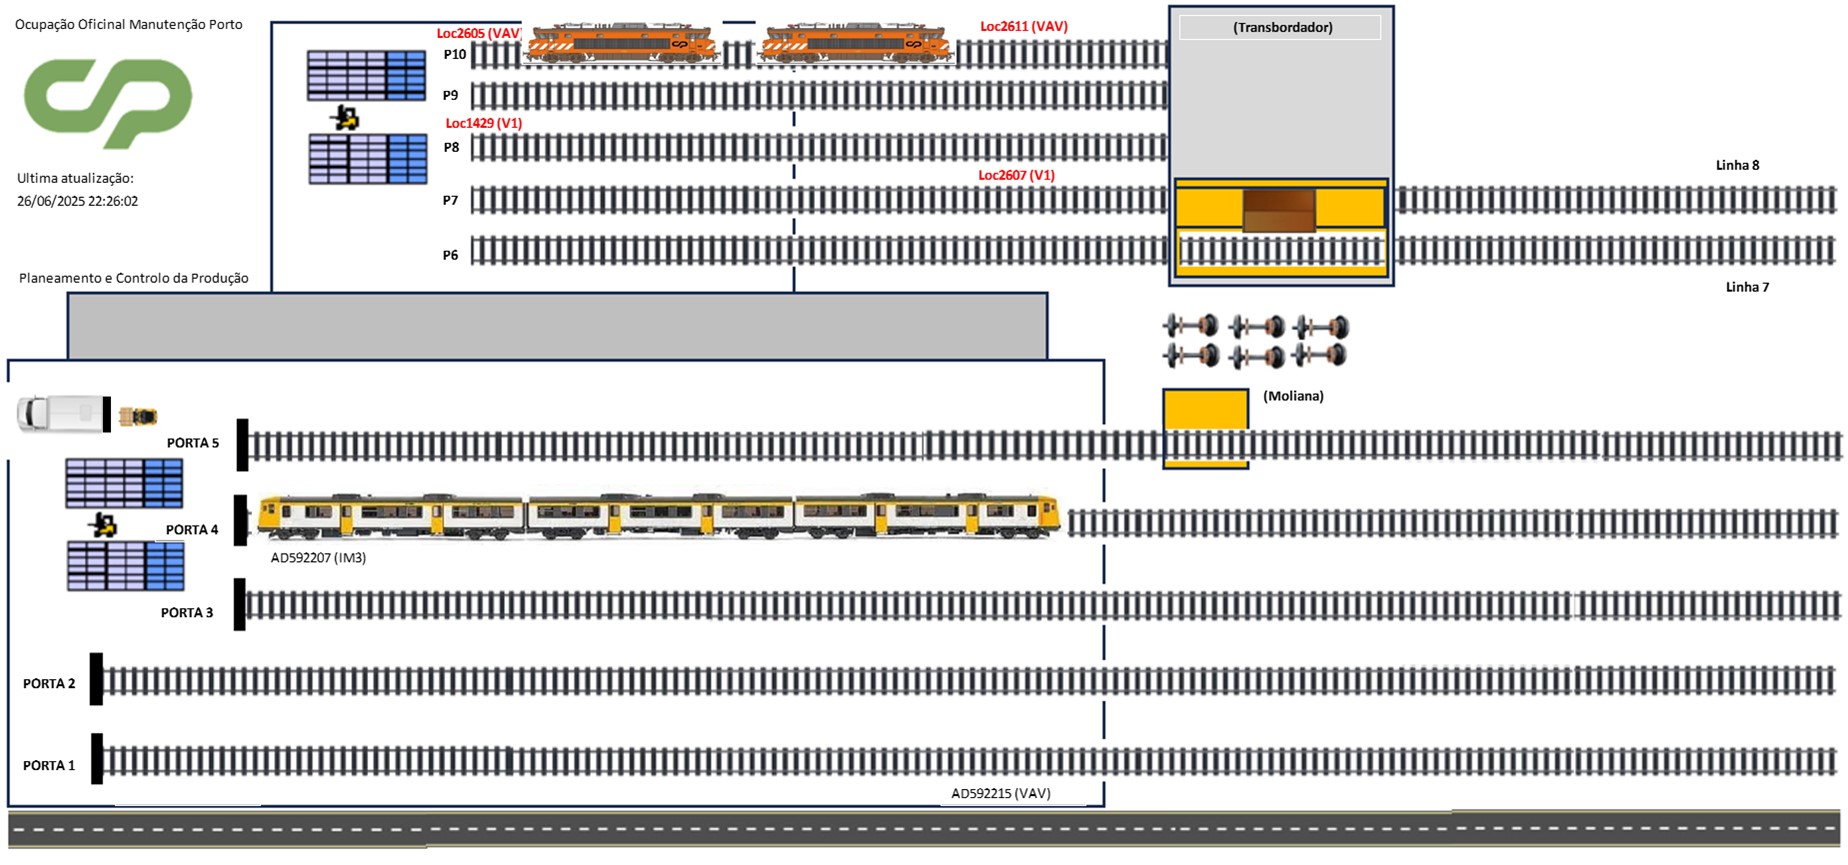 Ocupação Oficinal Manutenção Porto
Loc2605 (VAV)
Loc2611 (VAV)
(Transbordador)
P10
P9
Loc1429 (V1)
P8
Linha 8
Ultima atualização:
Loc2607 (V1)
26/06/2025 22:26:02
P7
P6
Planeamento e Controlo da Produção
Linha 7
(Moliana)
PORTA 5
PORTA 4
AD592207 (IM3)
PORTA 3
PORTA 2
PORTA 1
AD592215 (VAV)